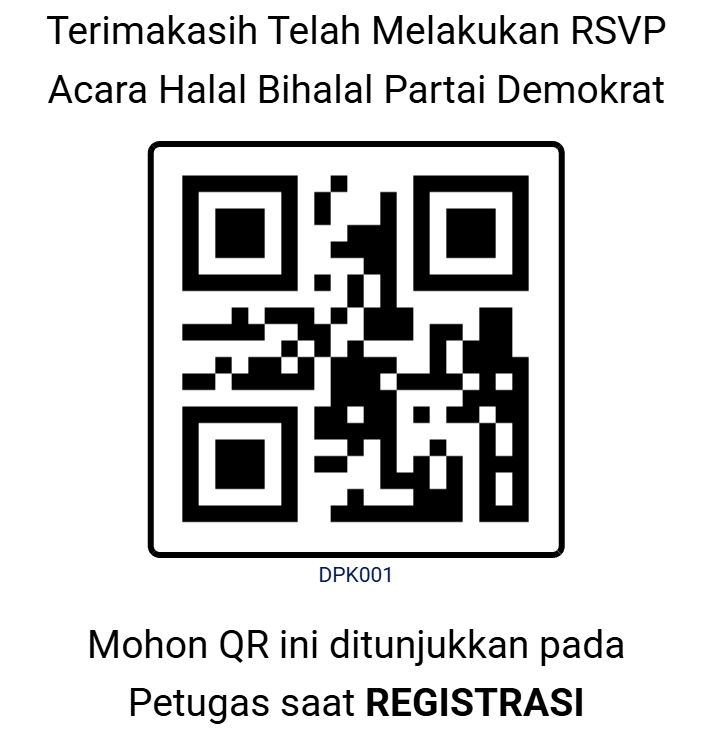 Terimakasih Telah Melakukan RSVP
Acara Halal Bihalal Partai Demokrat
DPK001
Mohon QR ini ditunjukkan pada
Petugas saat REGISTRASI